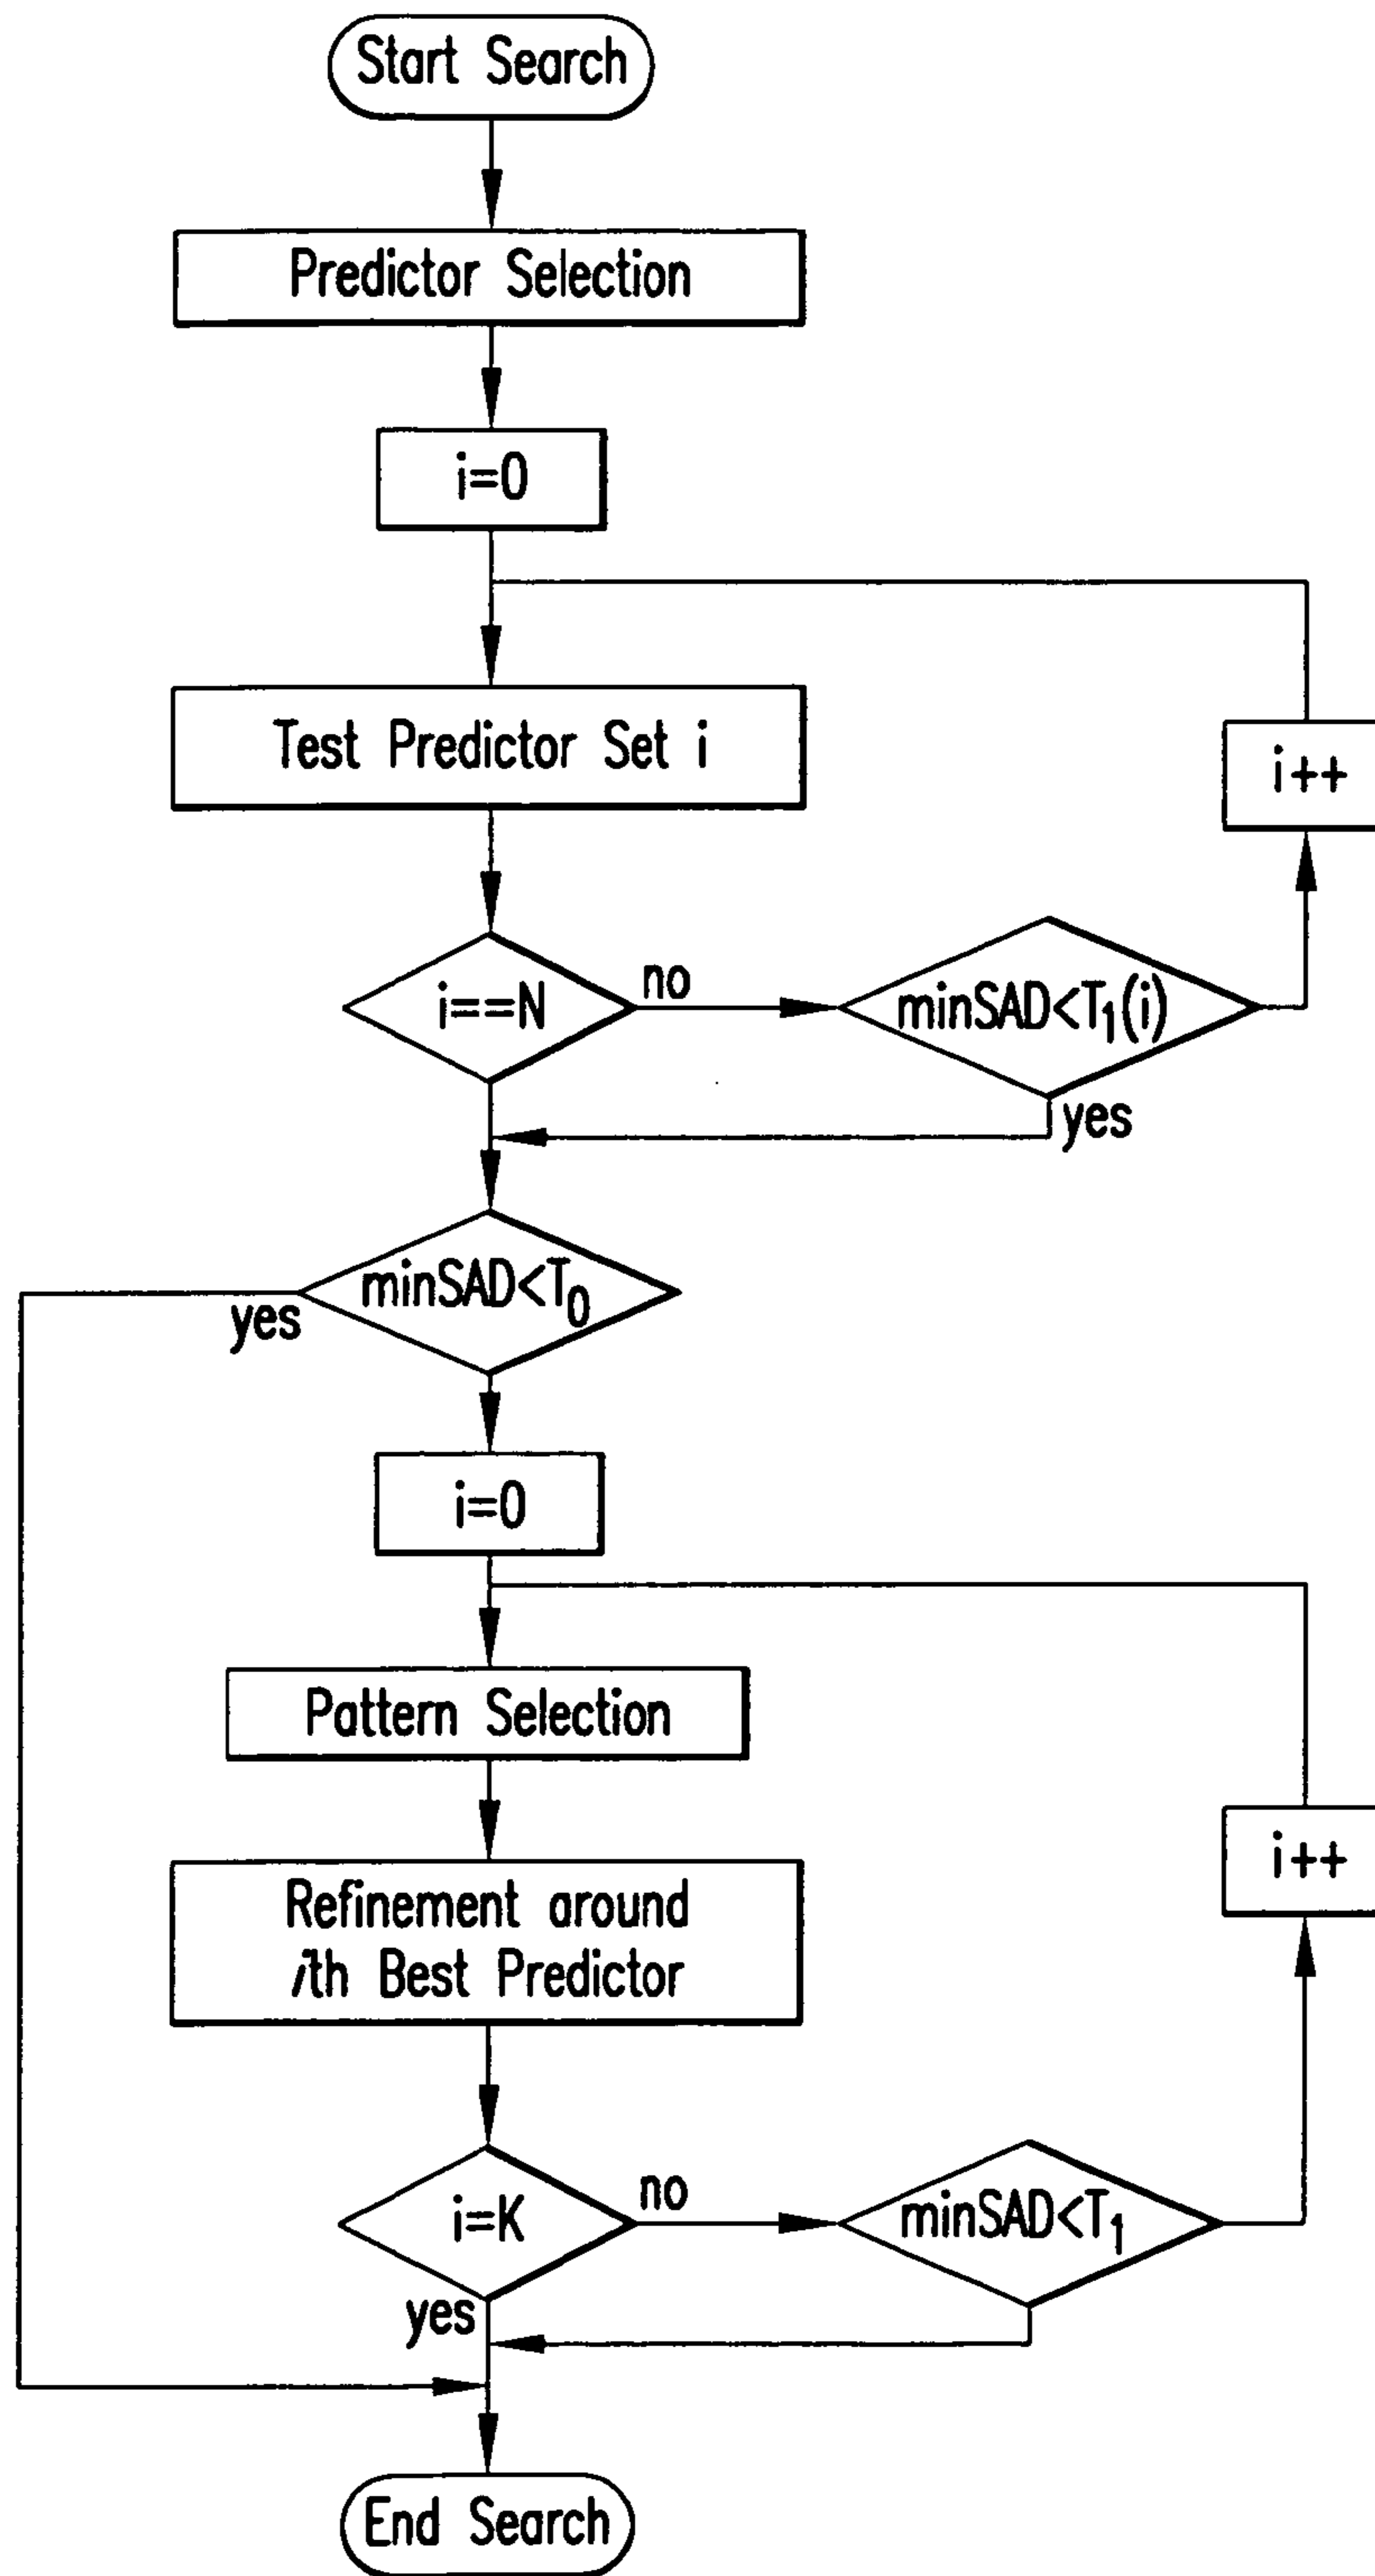 Start Search
Predictor Selection
i=0
Test Predictor Set i
i++
i==N
no
minSAD<T₁(i)
yes
minSAD<T₀
yes
i=0
Pattern Selection
Refinement around
ith Best Predictor
i++
i=K
no
minSAD<T₁
yes
End Search